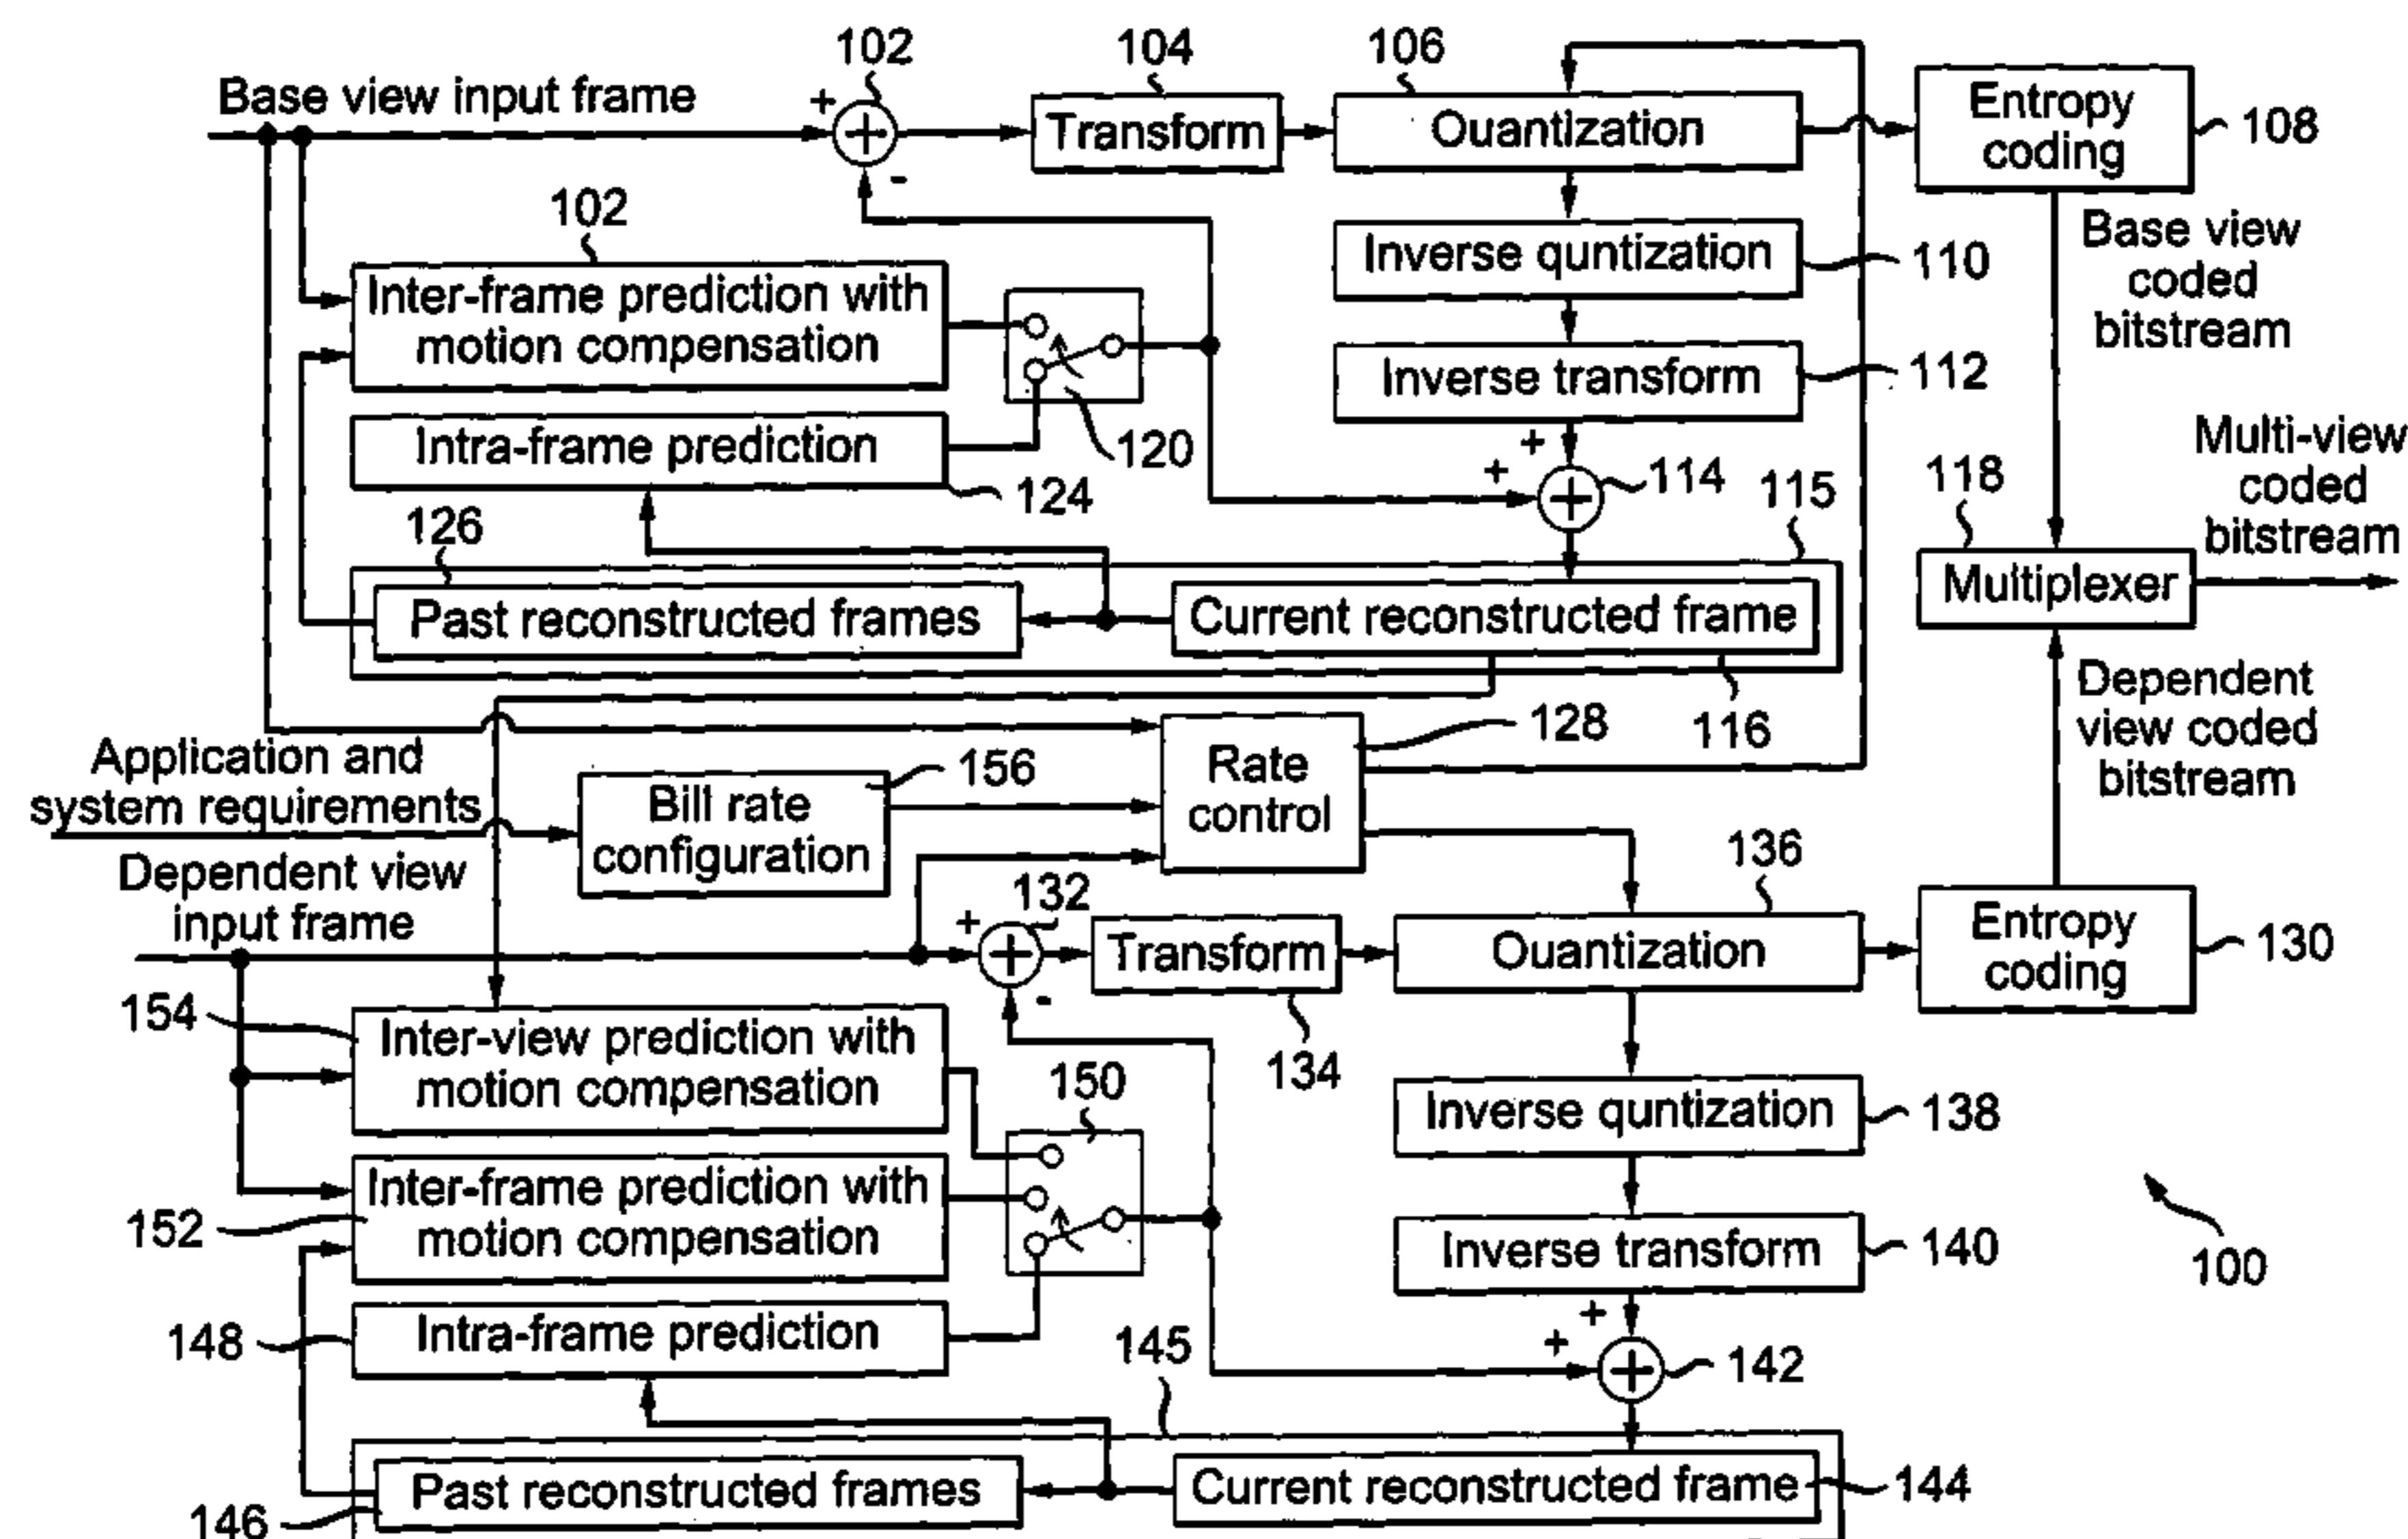 102
104
106
Base view input frame
+
Transform
Ouantization
Entropy
coding
108
-
102
Inter-frame prediction with
motion compensation
Inverse quntization
110
Base view
coded
bitstream
Inverse transform
112
Intra-frame prediction
120
124
+
+
114
115
118
Multi-view
coded
bitstream
126
Past reconstructed frames
Current reconstructed frame
Multiplexer
116
Dependent
view coded
bitstream
Application and
system requirements
156
Bill rate
configuration
Rate
control
128
Dependent view
input frame
+
132
136
Transform
Ouantization
Entropy
coding
130
-
134
154
Inter-view prediction with
motion compensation
150
Inverse quntization
138
152
Inter-frame prediction with
motion compensation
Inverse transform
140
100
148
Intra-frame prediction
145
+
+
142
146
Past reconstructed frames
Current reconstructed frame
144